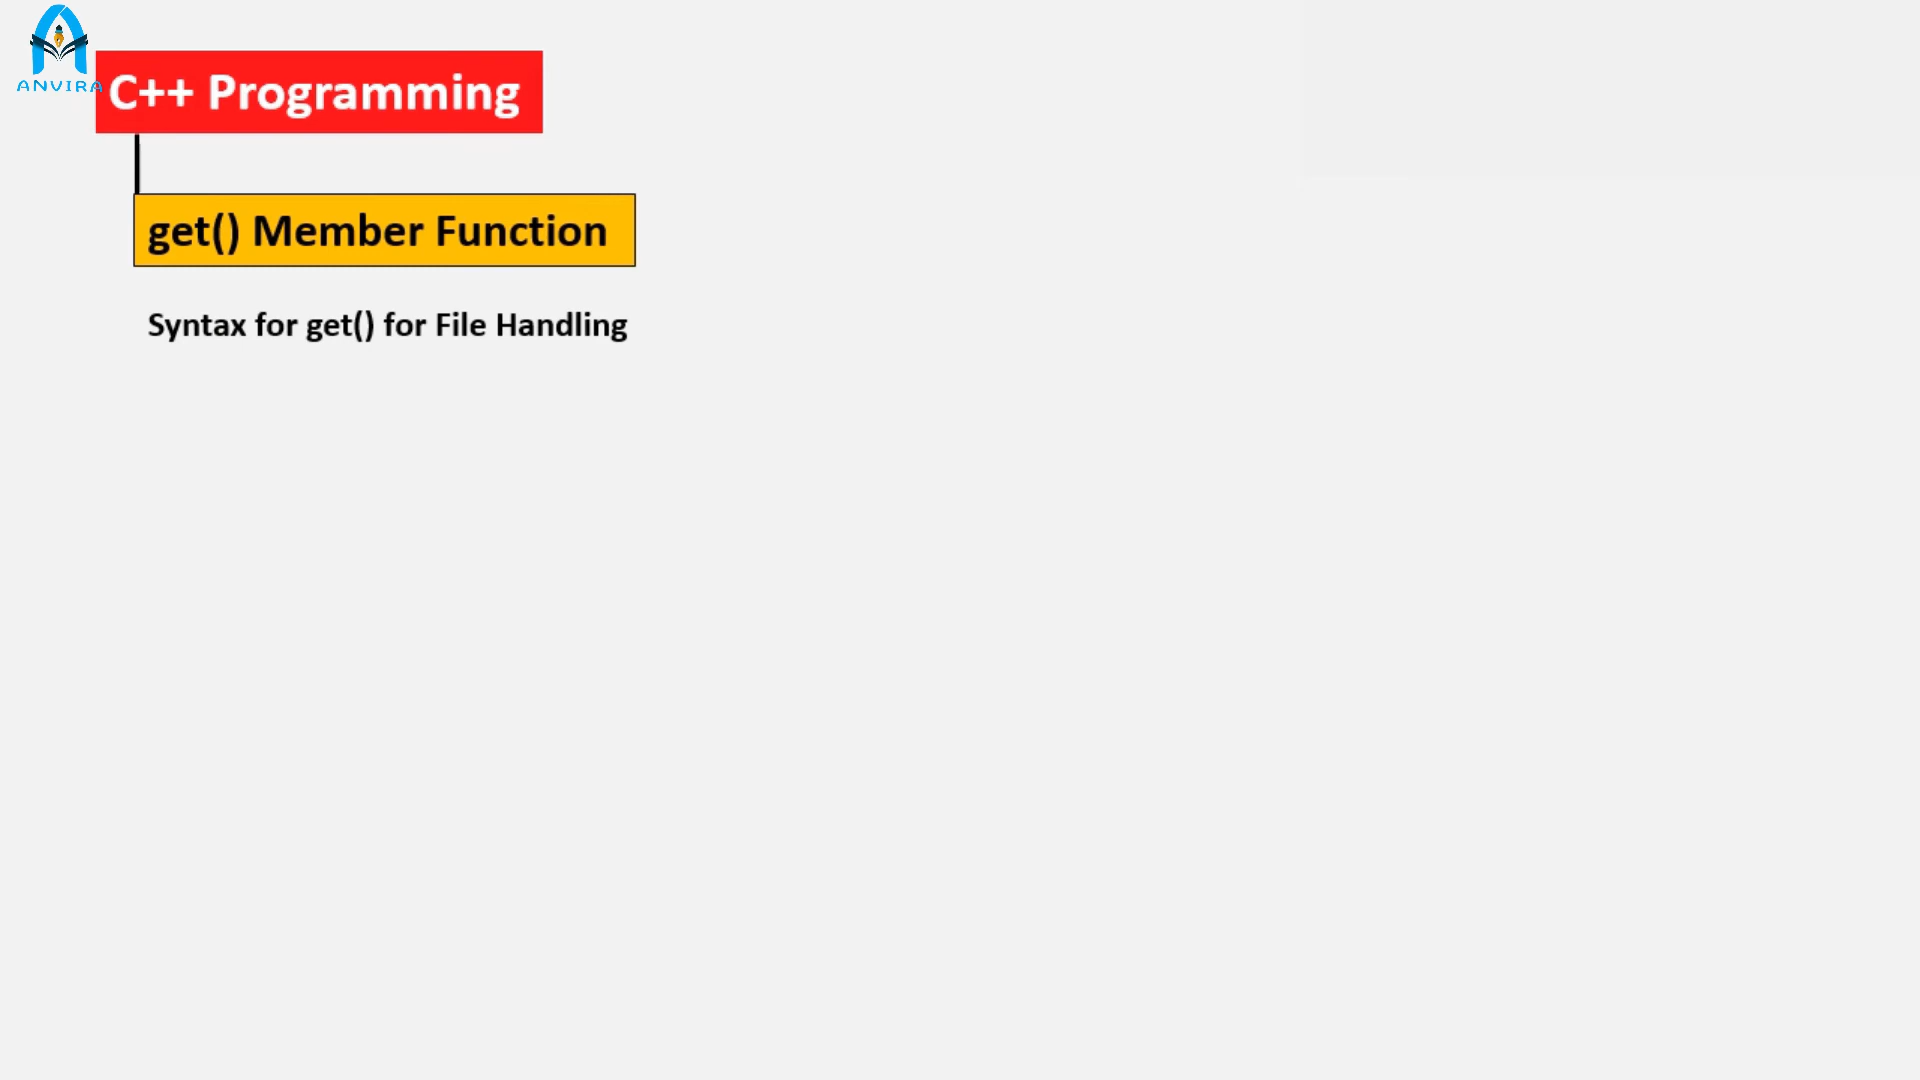 ANVIRA
C++ Programming
get() Member Function
Syntax for get() for File Handling